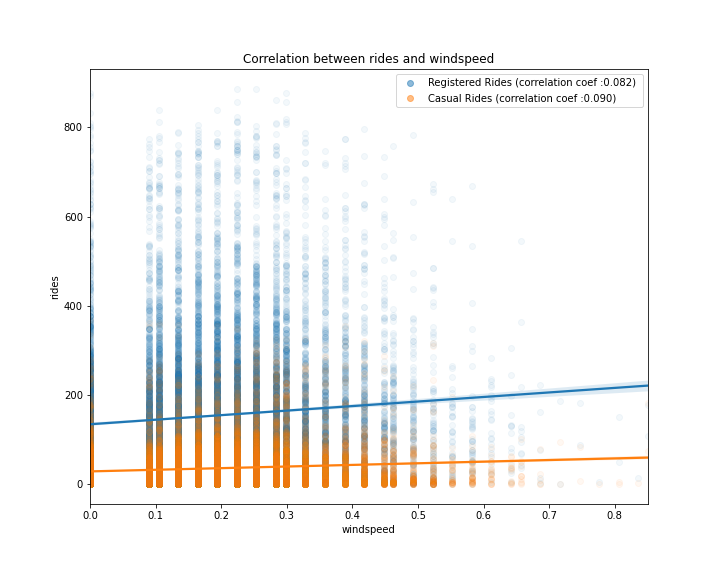 Correlation between rides and windspeed
Registered Rides (correlation coef :0.082)
Casual Rides (correlation coef :0.090)
800
600
400
200
0
rides
0.0 0.1 0.2 0.3 0.4 0.5 0.6 0.7 0.8
windspeed